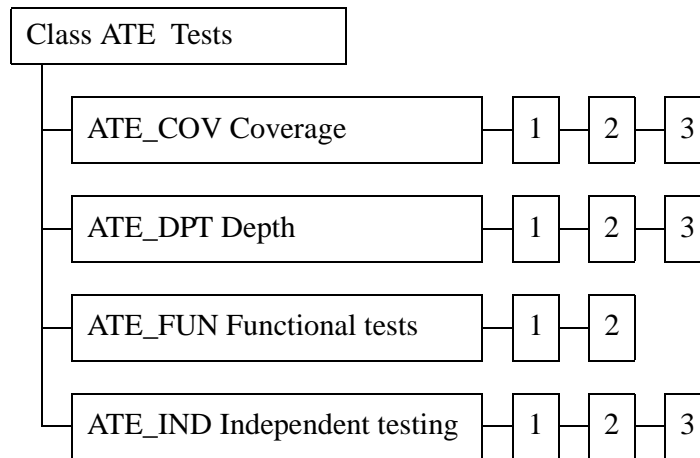 Class ATE Tests
ATE_COV Coverage 1 2 3
ATE_DPT Depth 1 2 3
ATE_FUN Functional tests 1 2
ATE_IND Independent testing 1 2 3